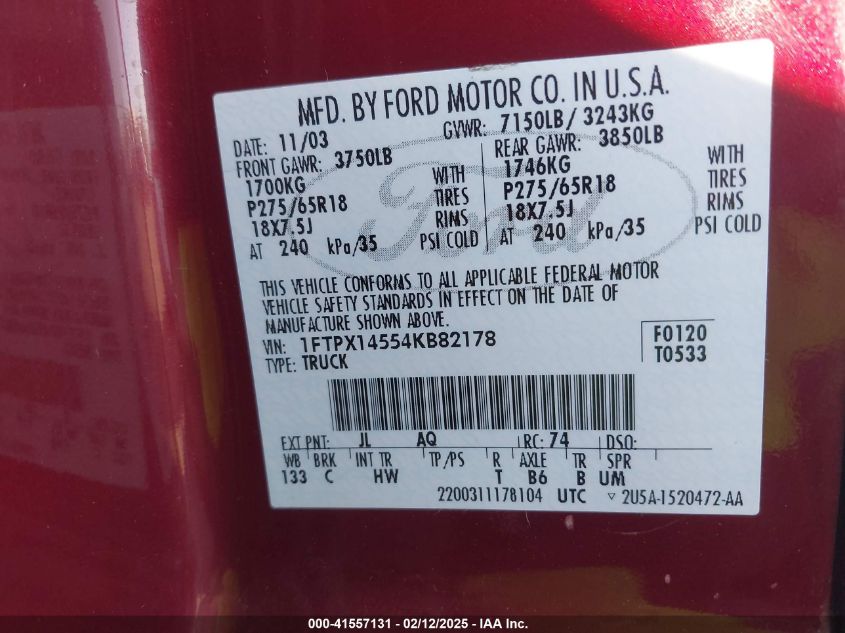 MFD. BY FORD MOTOR CO. IN U.S.A.
DATE: 11/03 GVWR: 7150LB/ 3243KG
FRONT GAWR: 3750LB REAR GAWR: 3850LB
1700KG WITH 1746KG WITH
P275/65R18 TIRES P275/65R18 TIRES
18X7.5J RIMS 18X7.5J RIMS
AT 240 kPa/35 PSI COLD AT 240 kPa/35 PSI COLD
Ford
THIS VEHICLE CONFORMS TO ALL APPLICABLE FEDERAL MOTOR
VEHICLE SAFETY STANDARDS IN EFFECT ON THE DATE OF
MANUFACTURE SHOWN ABOVE.
VIN: 1FTPX14554KB82178 F0120
TYPE: TRUCK T0533
EXT PNT: JL AQ RC: 74 DSO:
WB BRK INT TR TP/PS R AXLE TR SPR
133 C HW T B6 B UM
2200311178104 UTC ▽ 2U5A-1520472-AA
000-41557131 - 02/12/2025 - IAA Inc.